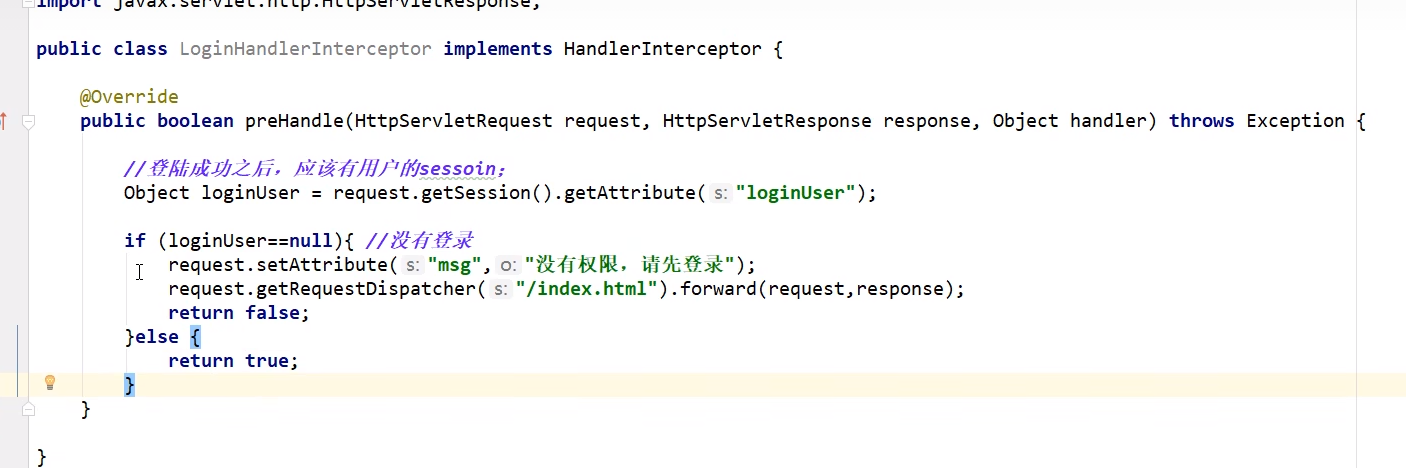 import javax.servlet.http.HttpServletResponse;
public class LoginHandlerInterceptor implements HandlerInterceptor {
@Override
public boolean preHandle(HttpServletRequest request, HttpServletResponse response, Object handler) throws Exception {
//登陆成功之后，应该有用户的sessoin；
Object loginUser = request.getSession().getAttribute( s: "loginUser");
if (loginUser==null){ //没有登录
request.setAttribute( s: "msg", o: "没有权限，请先登录");
request.getRequestDispatcher( s: "/index.html").forward(request,response);
return false;
}else {
return true;
}
}
}